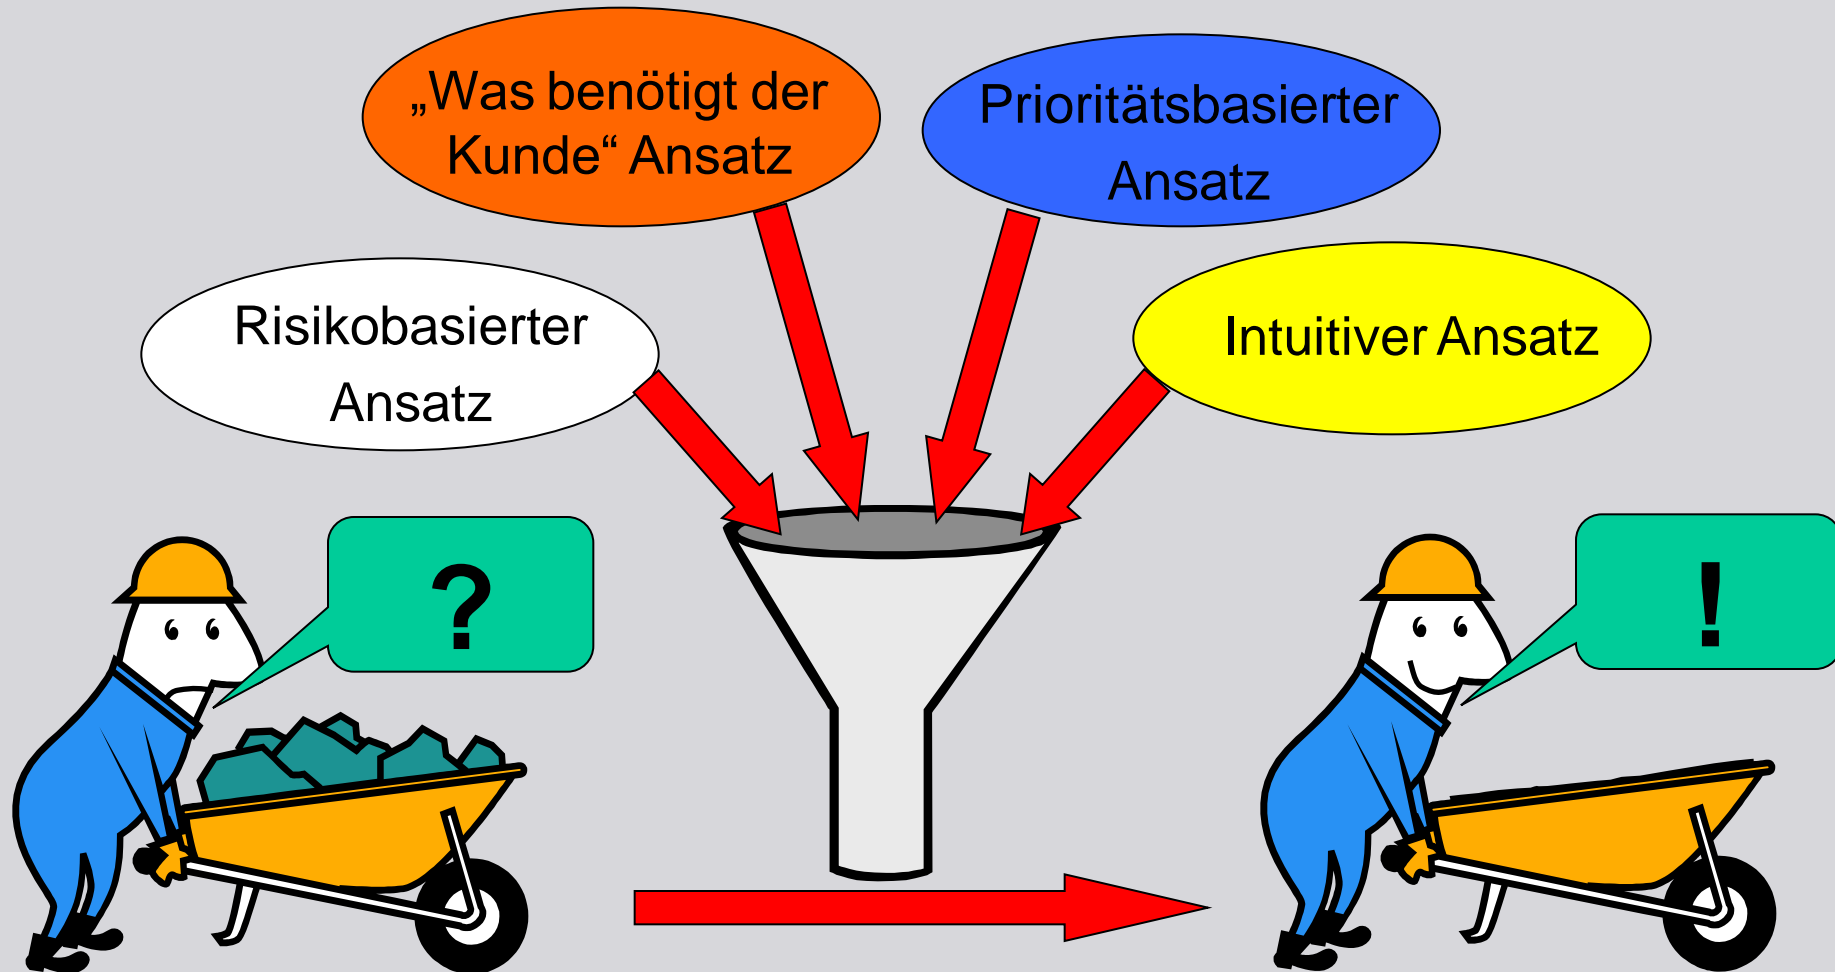 „Was benötigt der
Kunde“ Ansatz
Prioritätsbasierter
Ansatz
Risikobasierter
Ansatz
Intuitiver Ansatz
?
!